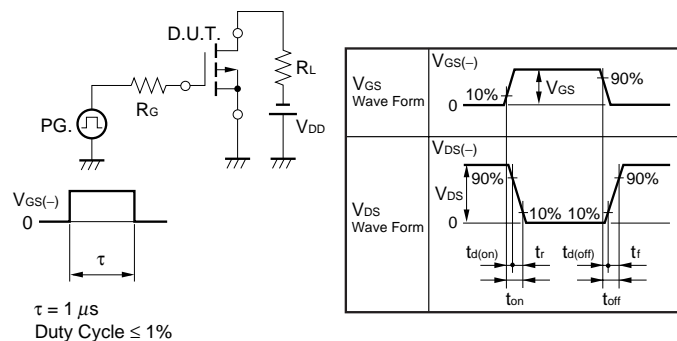 D.U.T.
RL
RG
PG.
VDD
VGS(−)
0
τ
τ = 1 μs
Duty Cycle ≤ 1%
VGS
Wave Form
VGS(−)
10%
VGS
90%
0
VDS
Wave Form
VDS(−)
90%
90%
VDS
10% 10%
0
td(on) tr td(off) tf
ton toff